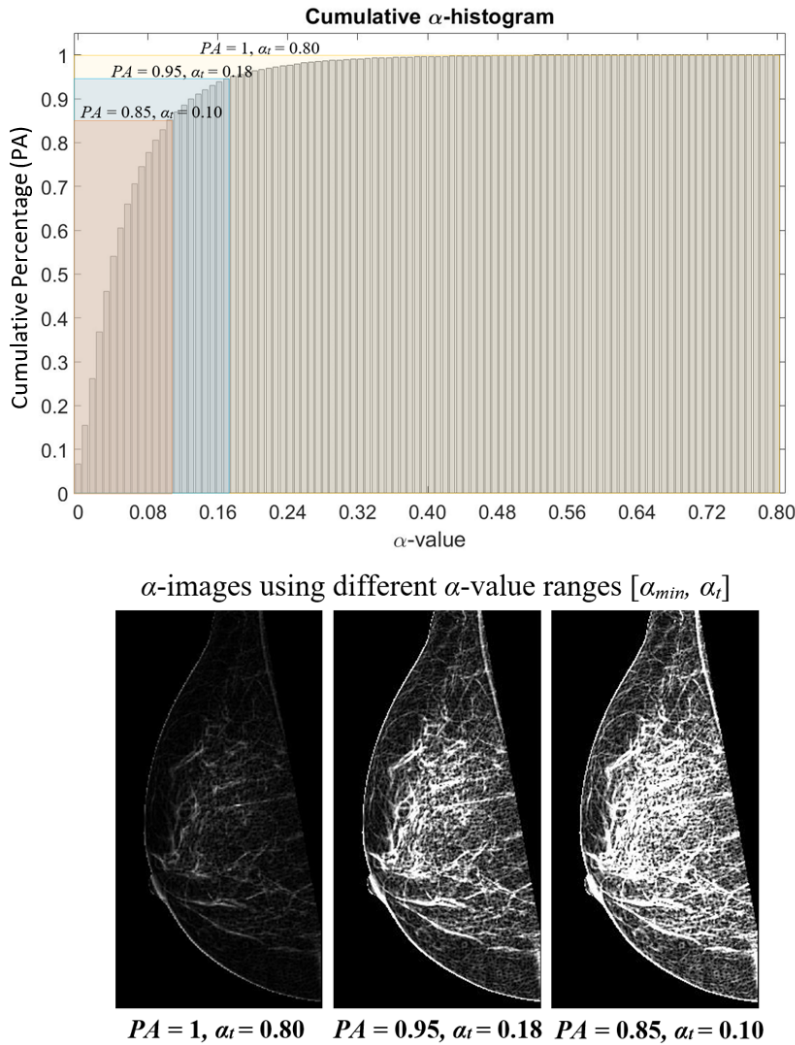 Cumulative α-histogram
PA = 1, αt = 0.80
PA = 0.95, αt = 0.18
PA = 0.85, αt = 0.10
Cumulative Percentage (PA)
1
0.9
0.8
0.7
0.6
0.5
0.4
0.3
0.2
0.1
0
0 0.08 0.16 0.24 0.32 0.40 0.48 0.56 0.64 0.72 0.80
α-value
α-images using different α-value ranges [αmin, αt]
PA = 1, αt = 0.80 PA = 0.95, αt = 0.18 PA = 0.85, αt = 0.10